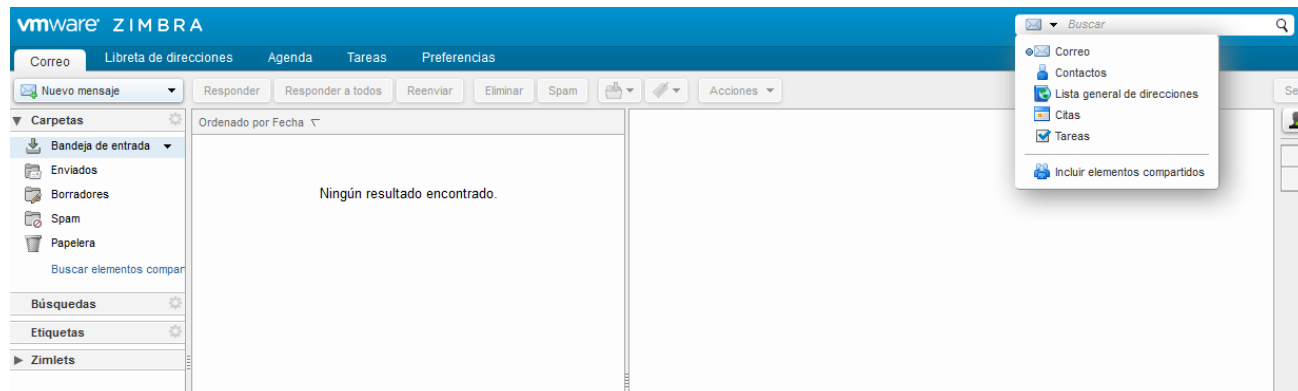 vmware ZIMBRA
Buscar
Correo Libreta de direcciones Agenda Tareas Preferencias
Correo
Contactos
Lista general de direcciones
Citas
Tareas
Incluir elementos compartidos
Nuevo mensaje Responder Responder a todos Reenviar Eliminar Spam Acciones
Carpetas
Bandeja de entrada
Enviados
Borradores
Spam
Papelera
Buscar elementos compar
Búsquedas
Etiquetas
Zimlets
Ordenado por Fecha
Ningún resultado encontrado.